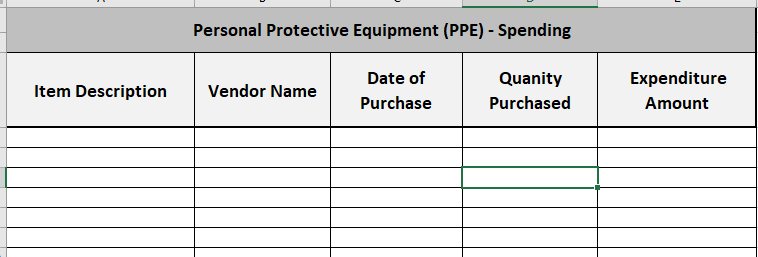 Personal Protective Equipment (PPE) - Spending
Item Description
Vendor Name
Date of
Purchase
Quanity
Purchased
Expenditure
Amount